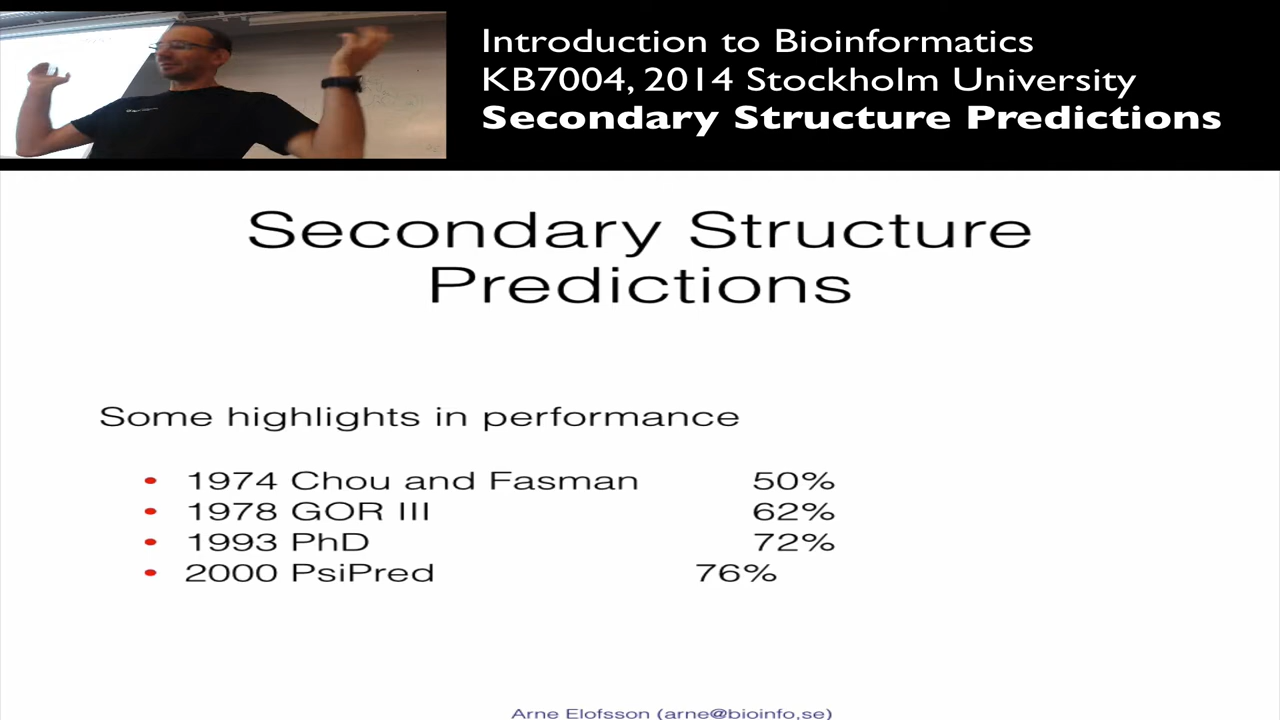 Introduction to Bioinformatics
KB7004, 2014 Stockholm University
Secondary Structure Predictions
Secondary Structure
Predictions
Some highlights in performance
• 1974 Chou and Fasman 50%
• 1978 GOR III 62%
• 1993 PhD 72%
• 2000 PsiPred 76%
Arne Elofsson (arne@bioinfo,se)